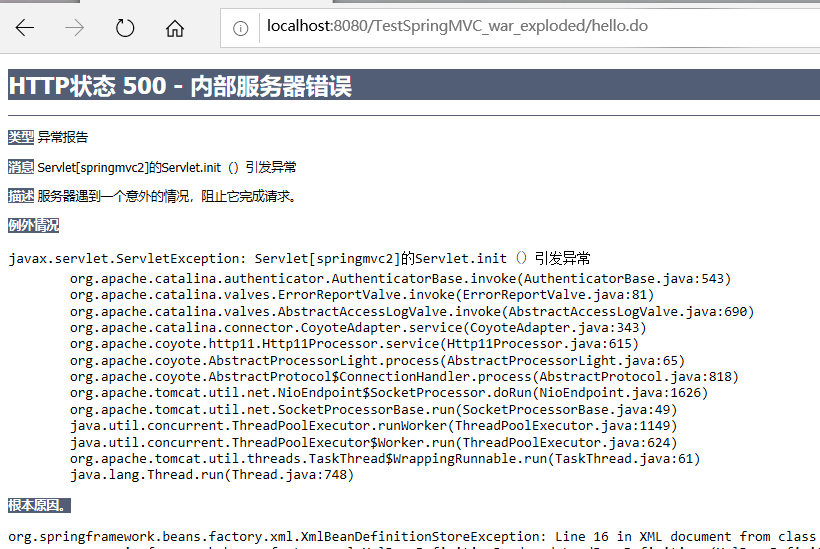 localhost:8080/TestSpringMVC_war_exploded/hello.do
HTTP状态 500 - 内部服务器错误
类型 异常报告
消息 Servlet[springmvc2]的Servlet.init（）引发异常
描述 服务器遇到一个意外的情况，阻止它完成请求。
例外情况
javax.servlet.ServletException: Servlet[springmvc2]的Servlet.init（）引发异常
org.apache.catalina.authenticator.AuthenticatorBase.invoke(AuthenticatorBase.java:543)
org.apache.catalina.valves.ErrorReportValve.invoke(ErrorReportValve.java:81)
org.apache.catalina.valves.AbstractAccessLogValve.invoke(AbstractAccessLogValve.java:690)
org.apache.catalina.connector.CoyoteAdapter.service(CoyoteAdapter.java:343)
org.apache.coyote.http11.Http11Processor.service(Http11Processor.java:615)
org.apache.coyote.AbstractProcessorLight.process(AbstractProcessorLight.java:65)
org.apache.coyote.AbstractProtocol$ConnectionHandler.process(AbstractProtocol.java:818)
org.apache.tomcat.util.net.NioEndpoint$SocketProcessor.doRun(NioEndpoint.java:1626)
org.apache.tomcat.util.net.SocketProcessorBase.run(SocketProcessorBase.java:49)
java.util.concurrent.ThreadPoolExecutor.runWorker(ThreadPoolExecutor.java:1149)
java.util.concurrent.ThreadPoolExecutor$Worker.run(ThreadPoolExecutor.java:624)
org.apache.tomcat.util.threads.TaskThread$WrappingRunnable.run(TaskThread.java:61)
java.lang.Thread.run(Thread.java:748)
根本原因。
org.springframework.beans.factory.xml.XmlBeanDefinitionStoreException: Line 16 in XML document from class